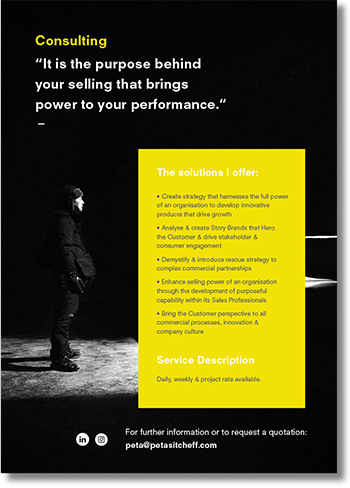 Consulting
“It is the purpose behind
your selling that brings
power to your performance.”
–
The solutions I offer:
• Create strategy that harnesses the full power
of an organisation to develop innovative
products that drive growth
• Analyse & create Story Brands that Hero
the Customer & drive stakeholder &
consumer engagement
• Demystify & introduce rescue strategy to
complex commercial partnerships
• Enhance selling power of an organisation
through the development of purposeful
capability within its Sales Professionals
• Bring the Customer perspective to all
commercial processes, innovation &
company culture
Service Description
Daily, weekly & project rate available.
For further information or to request a quotation:
peta@petasitcheff.com
in